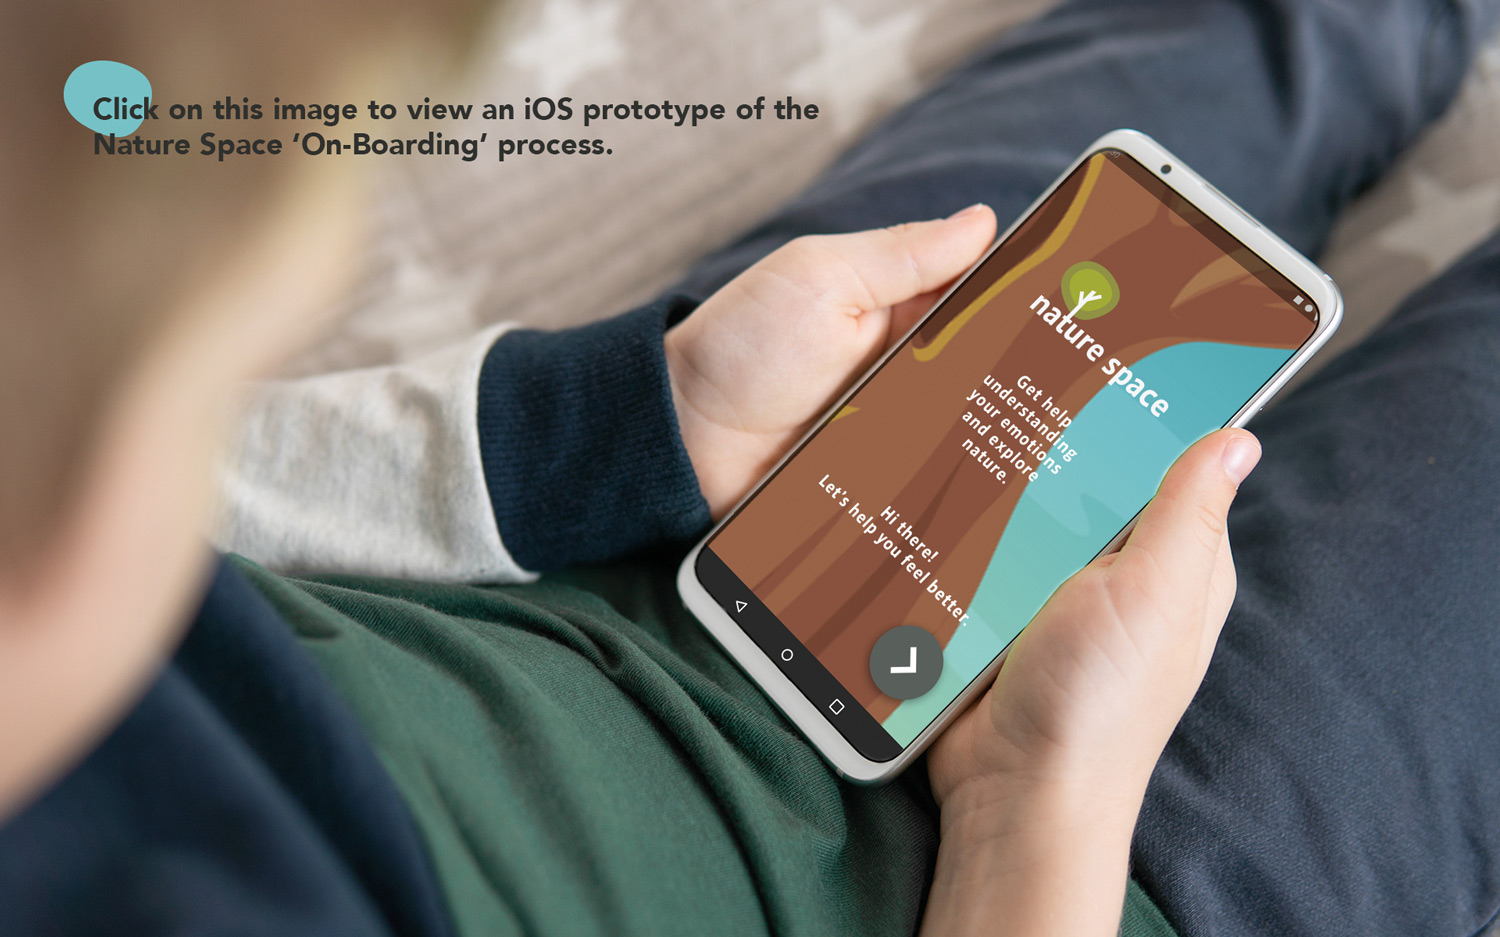 Click on this image to view an iOS prototype of the
Nature Space ‘On-Boarding’ process.
nature space
Get help
understanding
your emotions
and explore
nature.
Hi there!
Let's help you feel better.